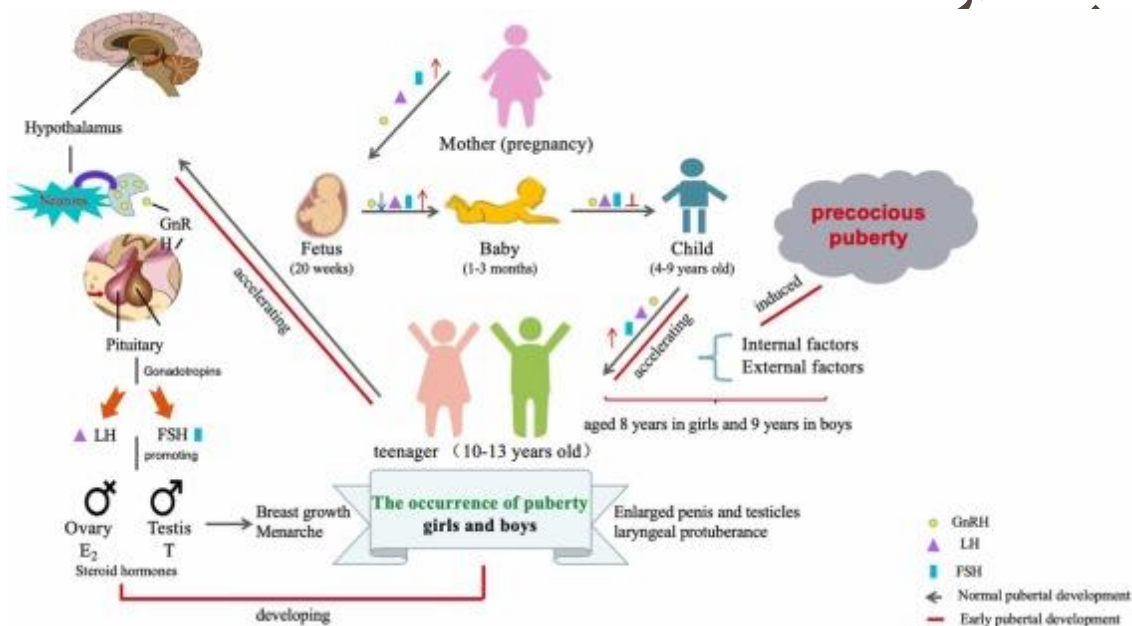 Hypothalamus
Neurons
GnR
H
Pituitary
Gonadotropins
LH
FSH
promoting
Ovary
Testis
E2
T
Steroid hormones
Breast growth
Menarche
developing
accelerating
Mother (pregnancy)
Fetus
(20 weeks)
Baby
(1-3 months)
Child
(4-9 years old)
precocious
puberty
induced
accelerating
Internal factors
External factors
aged 8 years in girls and 9 years in boys
teenager （10-13 years old）
The occurrence of puberty
girls and boys
Enlarged penis and testicles
laryngeal protuberance
GnRH
LH
FSH
Normal pubertal development
Early pubertal development